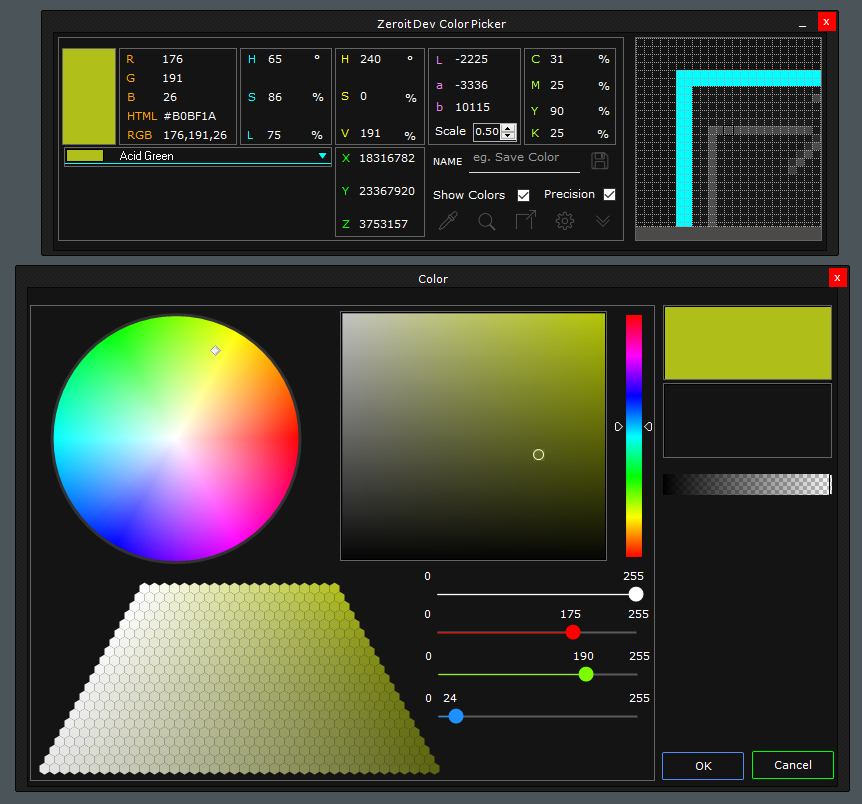 Zeroit Dev Color Picker
_ x
R 176
G 191
B 26
HTML #B0BF1A
RGB 176,191,26
H 65 °
S 86 %
L 75 %
H 240 °
S 0 %
V 191 %
L -2225
a -3336
b 10115
Scale 0.50
C 31 %
M 25 %
Y 90 %
K 25 %
Acid Green
X 18316782
Y 23367920
Z 3753157
NAME eg. Save Color
Show Colors Precision
Color
x
0 255
0 175 255
0 190 255
0 24 255
OK Cancel